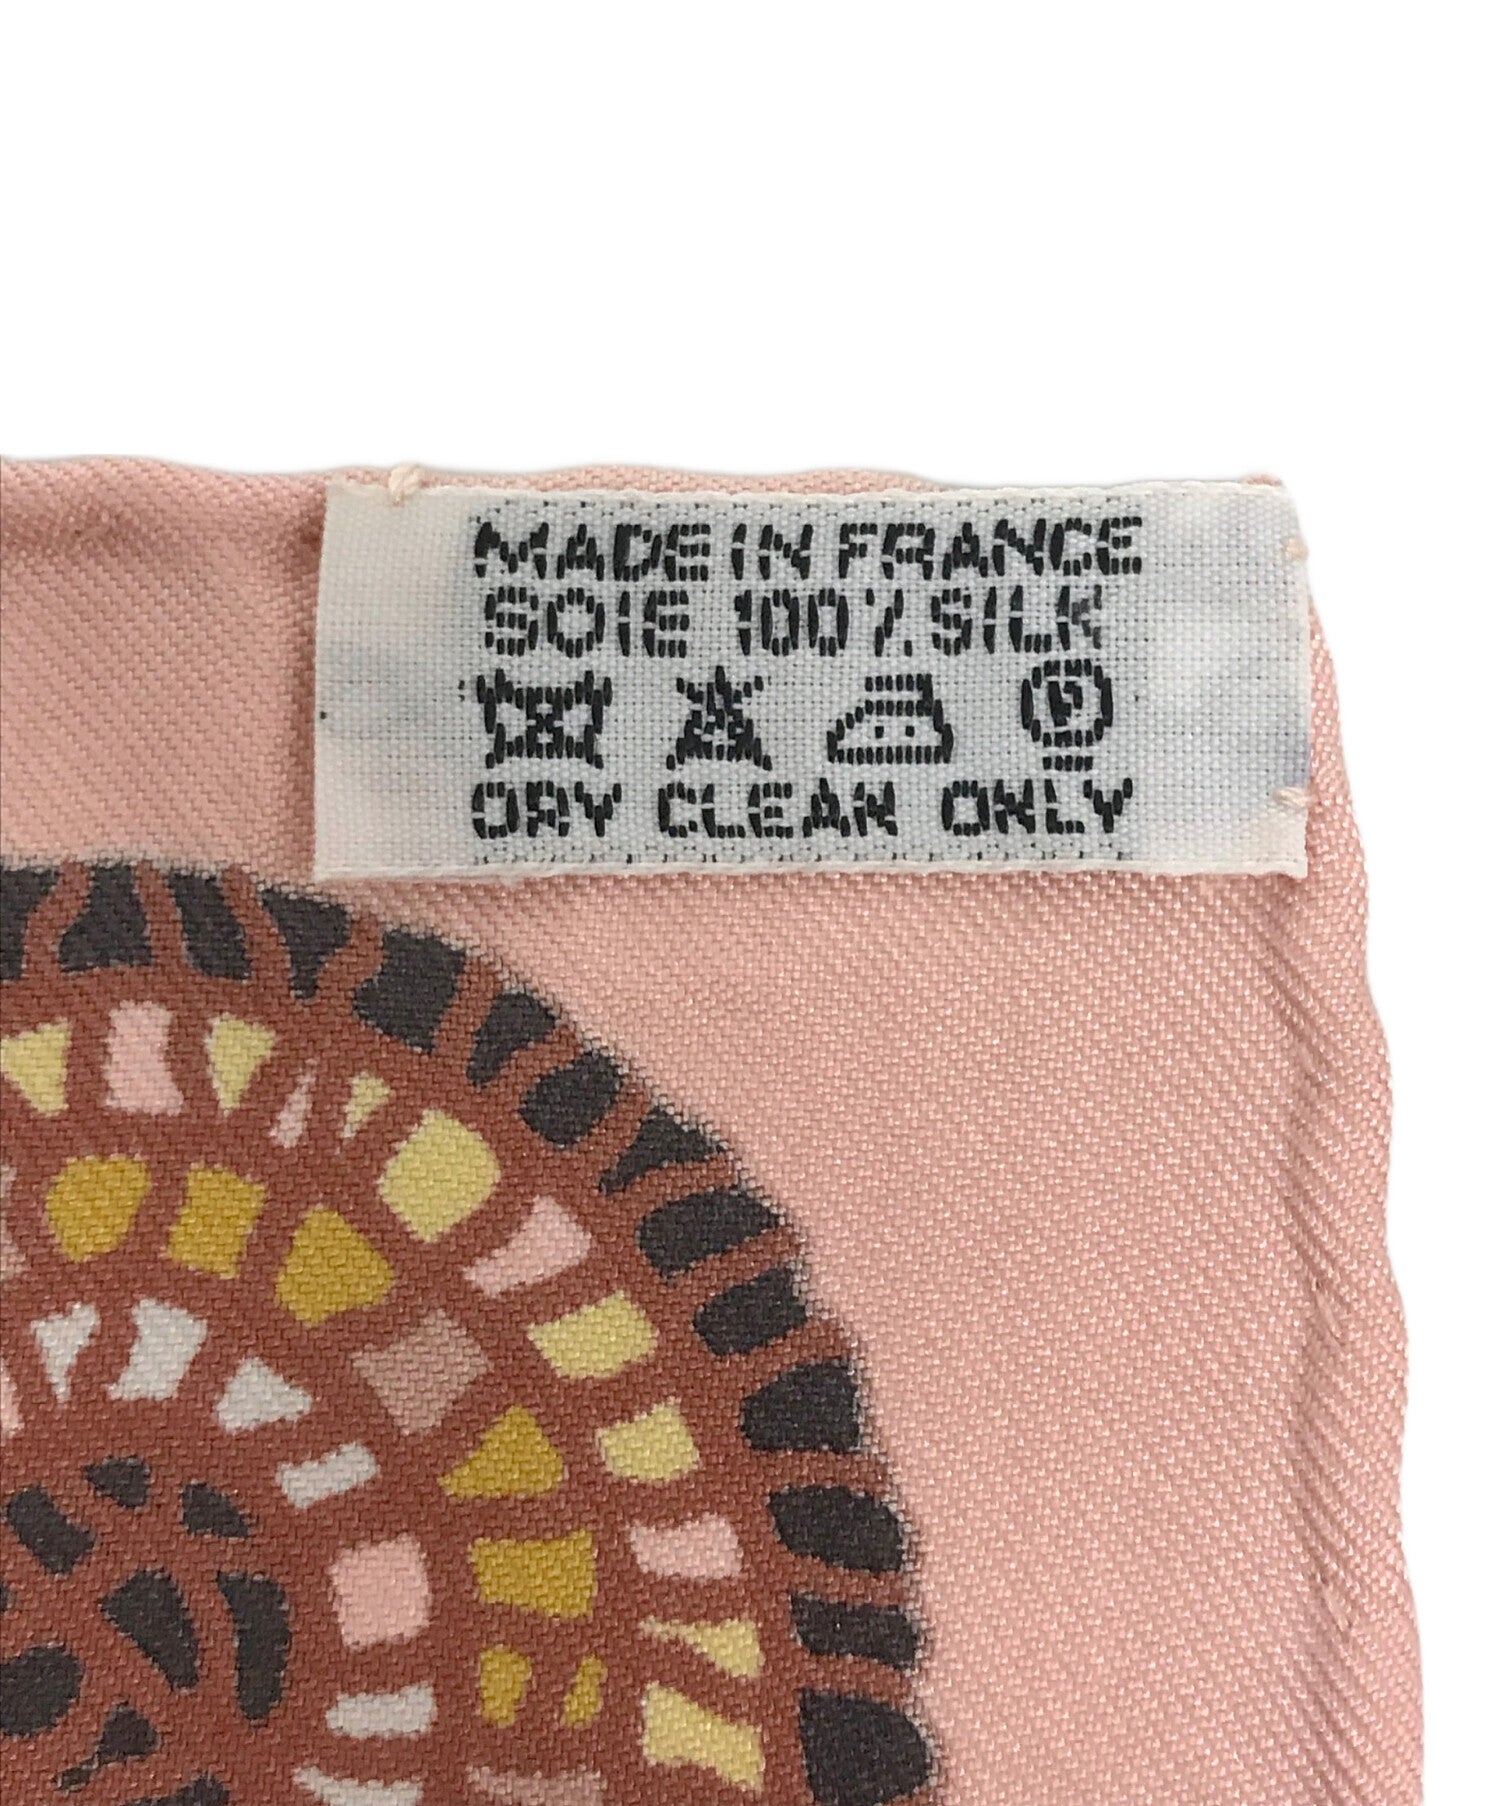 MADE IN FRANCE
SOIE 100% SILK
P
DRY CLEAN ONLY